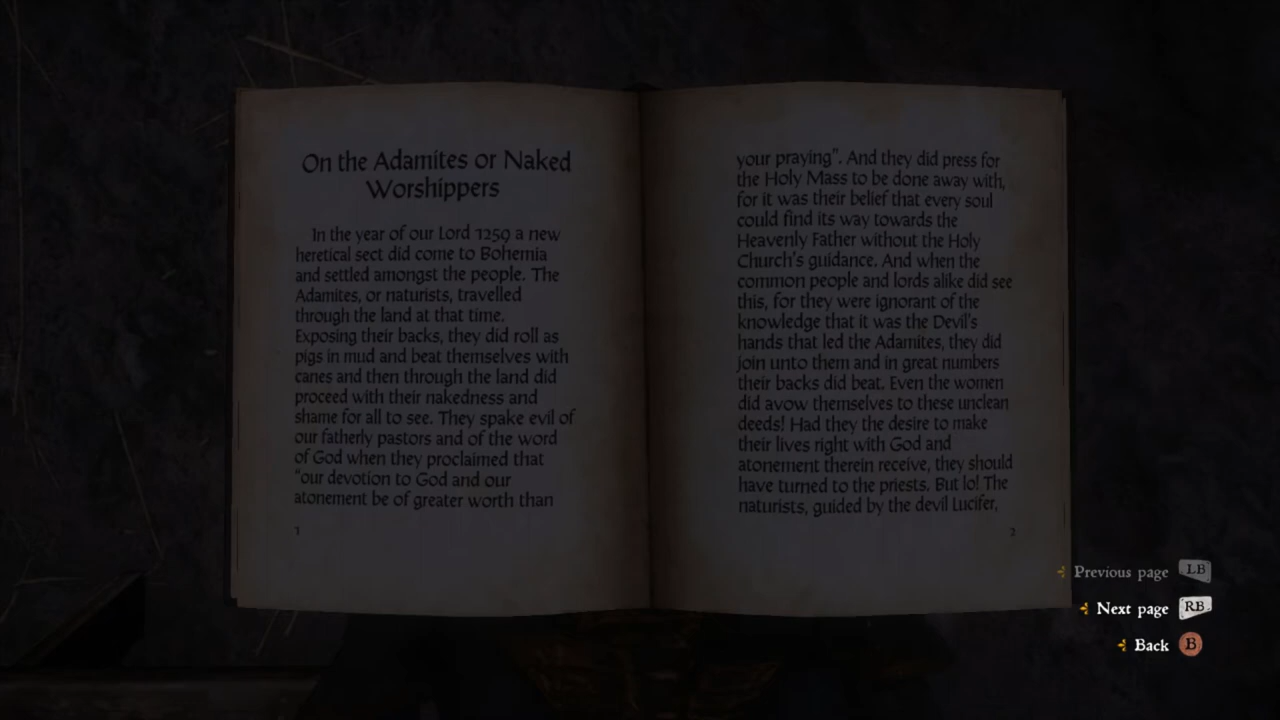 On the Adamites or Naked
Worshippers
In the year of our Lord 1259 a new
heretical sect did come to Bohemia
and settled amongst the people. The
Adamites, or naturists, travelled
through the land at that time.
Exposing their backs, they did roll as
pigs in mud and beat themselves with
canes and then through the land did
proceed with their nakedness and
shame for all to see. They spake evil of
our fatherly pastors and of the word
of God when they proclaimed that
"our devotion to God and our
atonement be of greater worth than
1
your praying". And they did press for
the Holy Mass to be done away with,
for it was their belief that every soul
could find its way towards the
Heavenly Father without the Holy
Church's guidance. And when the
common people and lords alike did see
this, for they were ignorant of the
knowledge that it was the Devil's
hands that led the Adamites, they did
join unto them and in great numbers
their backs did beat. Even the women
did avow themselves to these unclean
deeds! Had they the desire to make
their lives right with God and
atonement therein receive, they should
have turned to the priests. But lo! The
naturists, guided by the devil Lucifer,
2
Previous page LB
Next page RB
Back B